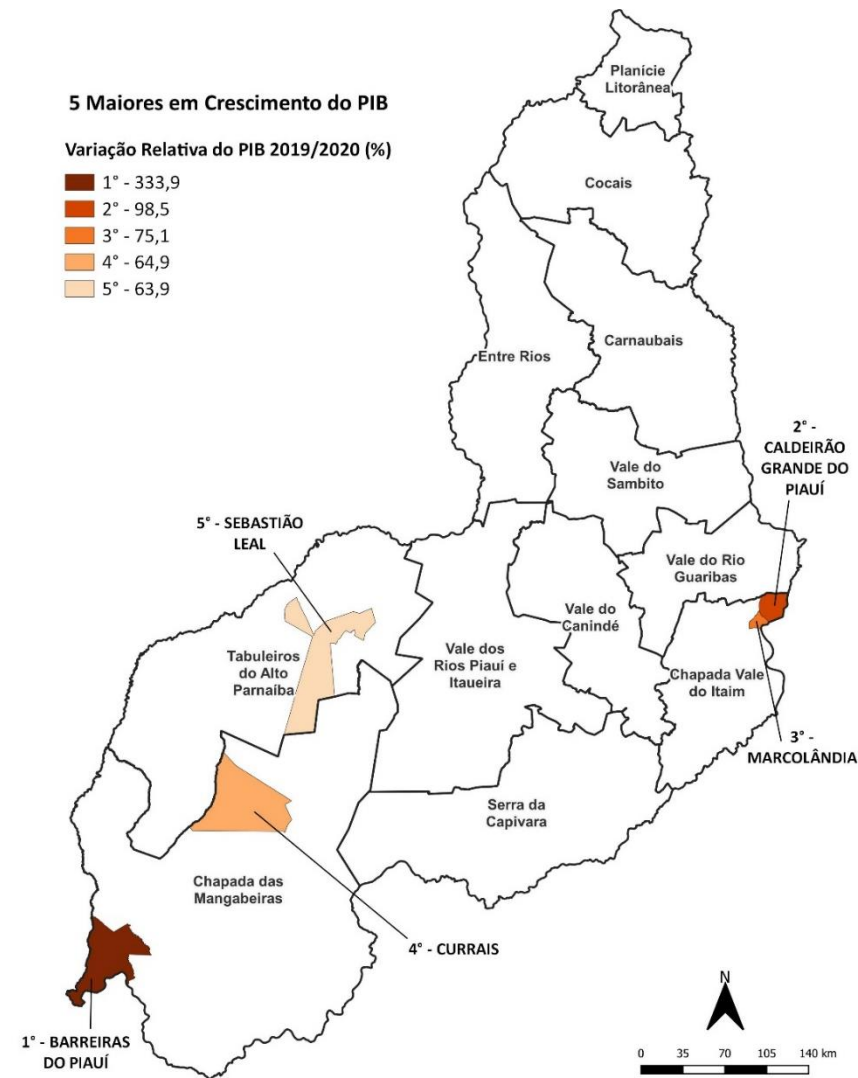 5 Maiores em Crescimento do PIB
Variação Relativa do PIB 2019/2020 (%)
1° - 333,9
2° - 98,5
3° - 75,1
4° - 64,9
5° - 63,9
Planície
Litorânea
Cocais
Entre Rios
Carnaubais
2° -
CALDEIRÃO
GRANDE DO
PIAUÍ
Vale do
Sambito
5° - SEBASTIÃO
LEAL
Vale do Rio
Guaribas
Vale do
Canindé
Tabuleiros
do Alto
Parnaíba
Vale dos
Rios Piauí e
Itaueira
Chapada Vale
do Itaim
3° -
MARCOLÂNDIA
Serra da
Capivara
Chapada das
Mangabeiras
4° - CURRAIS
1° - BARREIRAS
DO PIAUÍ
N
0 35 70 105 140 km